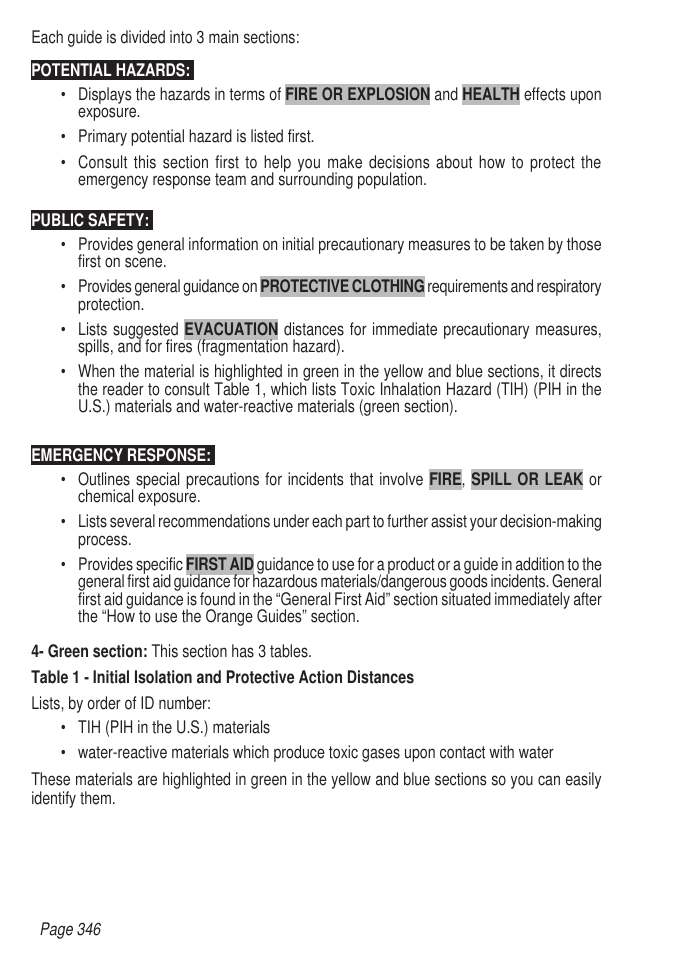 Each guide is divided into 3 main sections:
POTENTIAL HAZARDS:
• Displays the hazards in terms of FIRE OR EXPLOSION and HEALTH effects upon
exposure.
• Primary potential hazard is listed first.
• Consult this section first to help you make decisions about how to protect the
emergency response team and surrounding population.
PUBLIC SAFETY:
• Provides general information on initial precautionary measures to be taken by those
first on scene.
• Provides general guidance on PROTECTIVE CLOTHING requirements and respiratory
protection.
• Lists suggested EVACUATION distances for immediate precautionary measures,
spills, and for fires (fragmentation hazard).
• When the material is highlighted in green in the yellow and blue sections, it directs
the reader to consult Table 1, which lists Toxic Inhalation Hazard (TIH) (PIH in the
U.S.) materials and water-reactive materials (green section).
EMERGENCY RESPONSE:
• Outlines special precautions for incidents that involve FIRE, SPILL OR LEAK or
chemical exposure.
• Lists several recommendations under each part to further assist your decision-making
process.
• Provides specific FIRST AID guidance to use for a product or a guide in addition to the
general first aid guidance for hazardous materials/dangerous goods incidents. General
first aid guidance is found in the “General First Aid” section situated immediately after
the “How to use the Orange Guides” section.
4- Green section: This section has 3 tables.
Table 1 - Initial Isolation and Protective Action Distances
Lists, by order of ID number:
• TIH (PIH in the U.S.) materials
• water-reactive materials which produce toxic gases upon contact with water
These materials are highlighted in green in the yellow and blue sections so you can easily
identify them.
Page 346